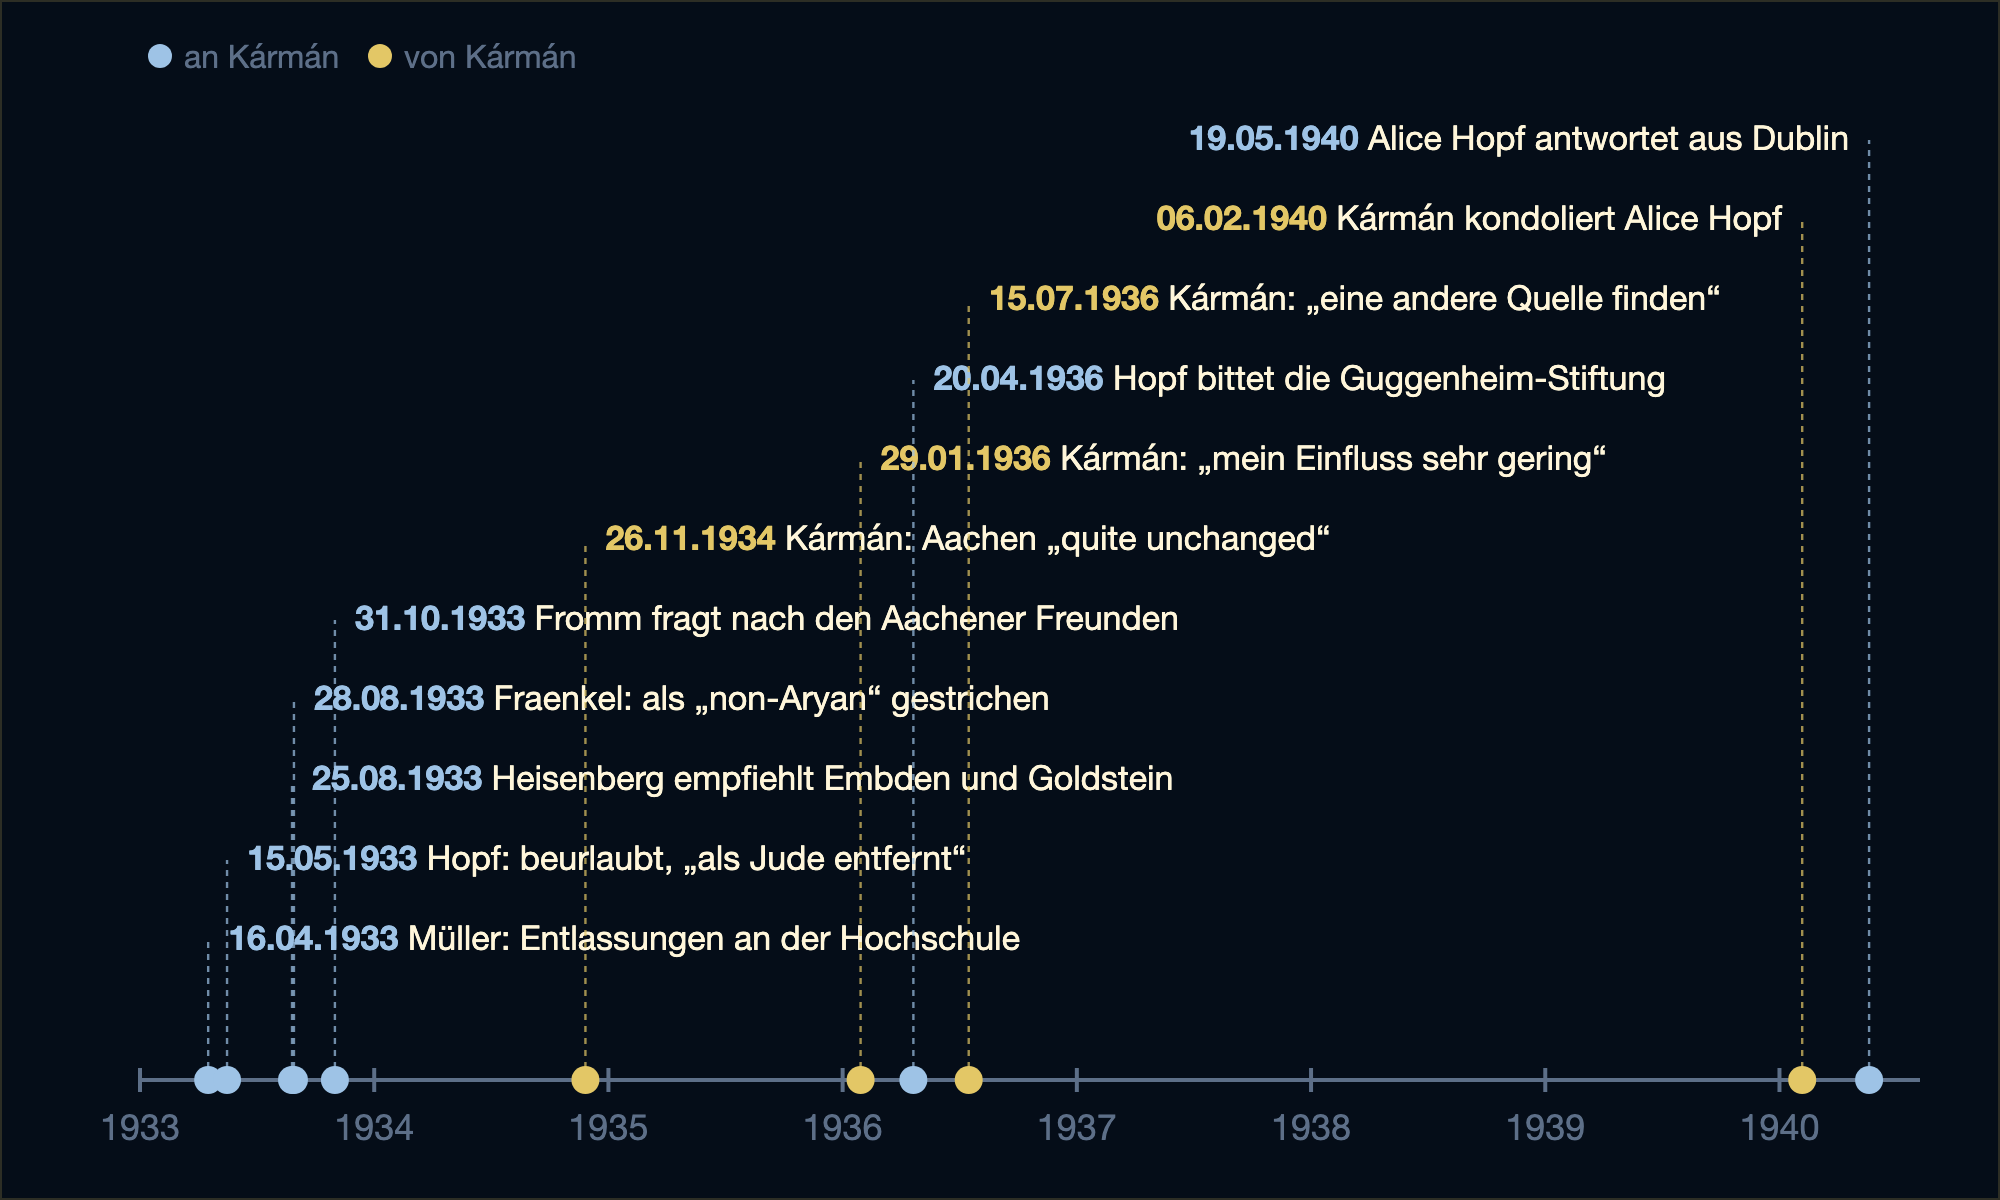 an Kármán von Kármán
19.05.1940 Alice Hopf antwortet aus Dublin
06.02.1940 Kármán kondoliert Alice Hopf
15.07.1936 Kármán: „eine andere Quelle finden“
20.04.1936 Hopf bittet die Guggenheim-Stiftung
29.01.1936 Kármán: „mein Einfluss sehr gering“
26.11.1934 Kármán: Aachen „quite unchanged“
31.10.1933 Fromm fragt nach den Aachener Freunden
28.08.1933 Fraenkel: als „non-Aryan“ gestrichen
25.08.1933 Heisenberg empfiehlt Embden und Goldstein
15.05.1933 Hopf: beurlaubt, „als Jude entfernt“
16.04.1933 Müller: Entlassungen an der Hochschule
1933 1934 1935 1936 1937 1938 1939 1940